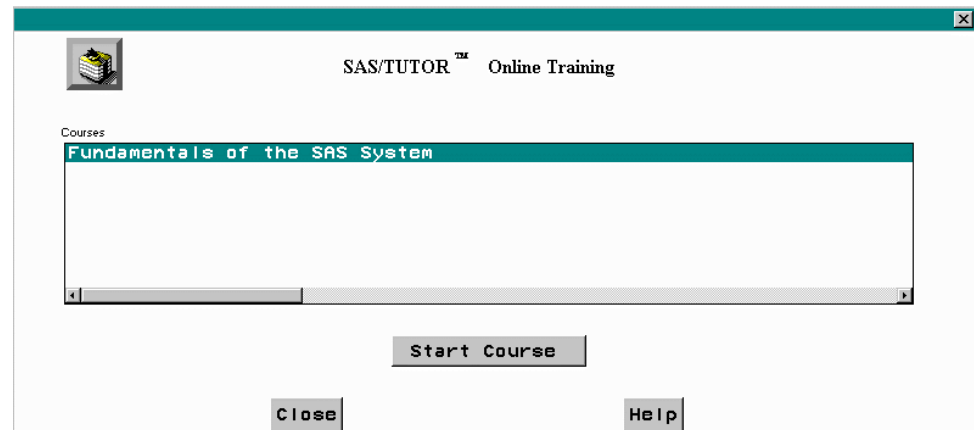 SAS/TUTOR™ Online Training
Courses
Fundamentals of the SAS System
Start Course
Close Help